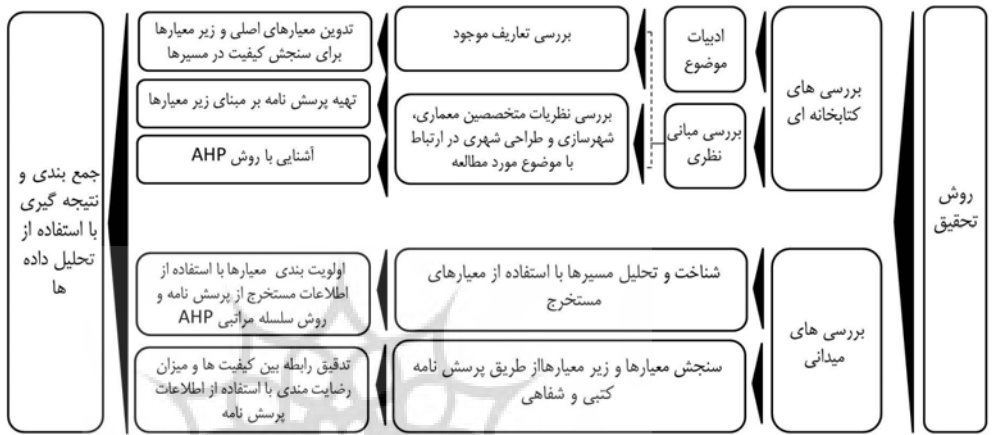 روش
تحقیق
بررسی های
کتابخانه ای
ادبیات
موضوع
بررسی مبانی
نظری
بررسی تعاریف موجود
بررسی نظریات متخصصین معماری،
شهرسازی و طراحی شهری در ارتباط
با موضوع مورد مطالعه
تدوین معیارهای اصلی و زیر معیارها
برای سنجش کیفیت در مسیرها
تهیه پرسش نامه بر مبنای زیر معیارها
آشنایی با روش AHP
بررسی های
میدانی
شناخت و تحلیل مسیرها با استفاده از معیارهای
مستخرج
سنجش معیارها و زیر معیارهااز طریق پرسش نامه
کتبی و شفاهی
اولویت بندی معیارها با استفاده از
اطلاعات مستخرج از پرسش نامه و
روش سلسله مراتبی AHP
تدقیق رابطه بین کیفیت ها و میزان
رضایت مندی با استفاده از اطلاعات
پرسش نامه
جمع بندی و
نتیجه گیری
با استفاده از
تحلیل داده
ها